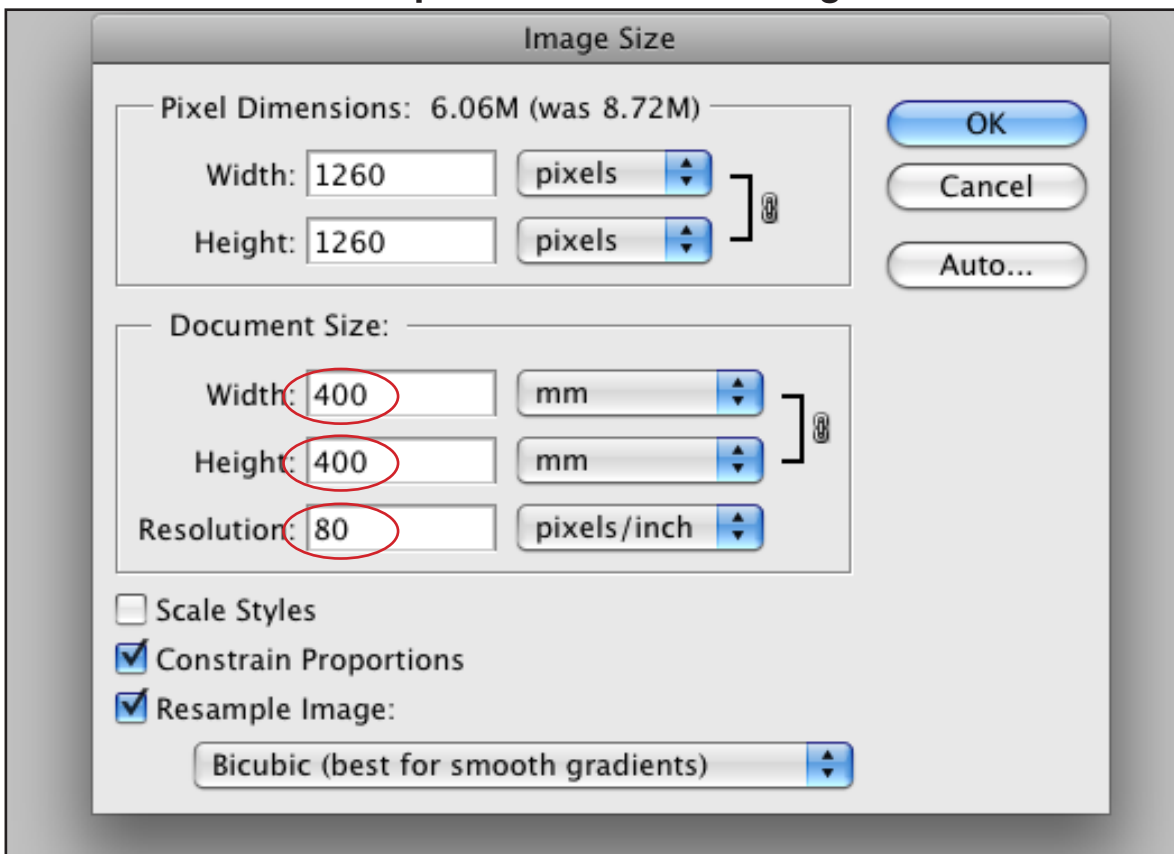 Image Size
Pixel Dimensions: 6.06M (was 8.72M)
Width: 1260 pixels
Height: 1260 pixels
OK
Cancel
Auto...
Document Size:
Width: 400 mm
Height: 400 mm
Resolution: 80 pixels/inch
Scale Styles
Constrain Proportions
Resample Image:
Bicubic (best for smooth gradients)